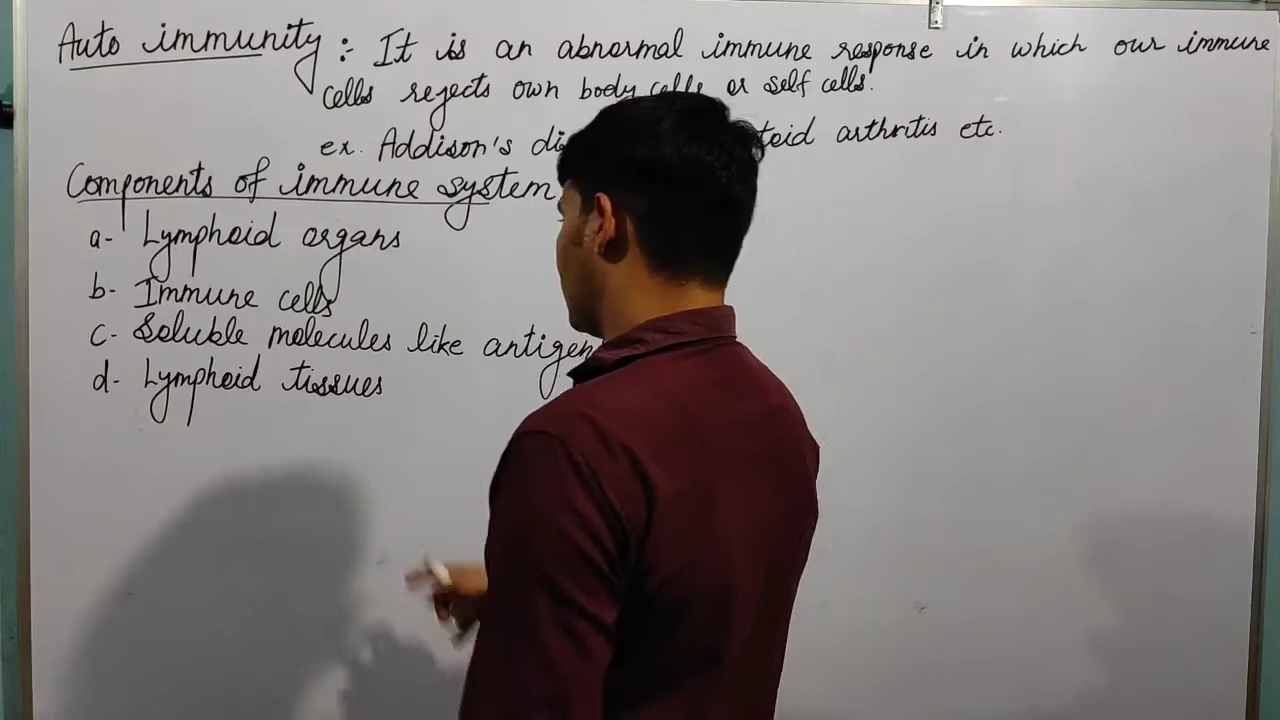 Auto immunity :- It is an abnormal immune response in which our immune
cells rejects own body cells or self cells.
ex. Addison's arthritis etc.
Components of immune system
a- Lymphoid organs
b- Immune cells
c- Soluble molecules like antigen
d- Lymphoid tissues